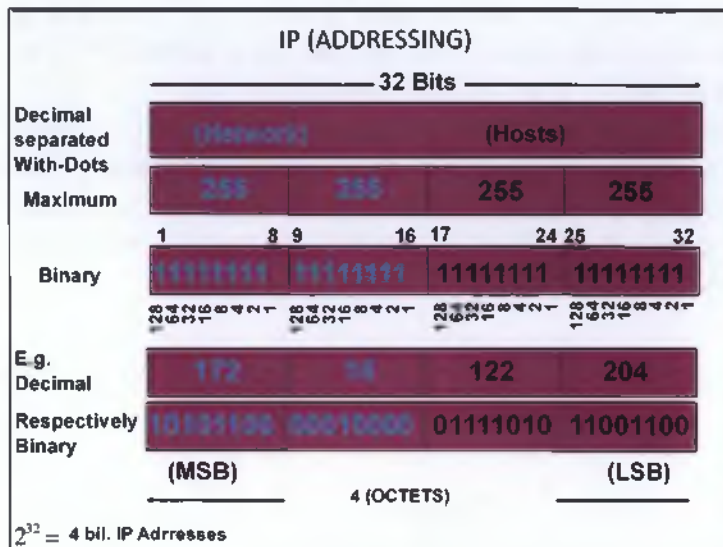 IP (ADDRESSING)
32 Bits
Decimal separated With-Dots
(Network) (Hosts)
Maximum 255 255 255 255
1 8 9 16 17 24 25 32
Binary 11111111 11111111 11111111 11111111
128 64 32 16 8 4 2 1 128 64 32 16 8 4 2 1 128 64 32 16 8 4 2 1 128 64 32 16 8 4 2 1
E.g. Decimal 172 16 122 204
Respectively Binary 10101100 00010000 01111010 11001100
(MSB) (LSB)
4 (OCTETS)
2³² = 4 bil. IP Adrresses